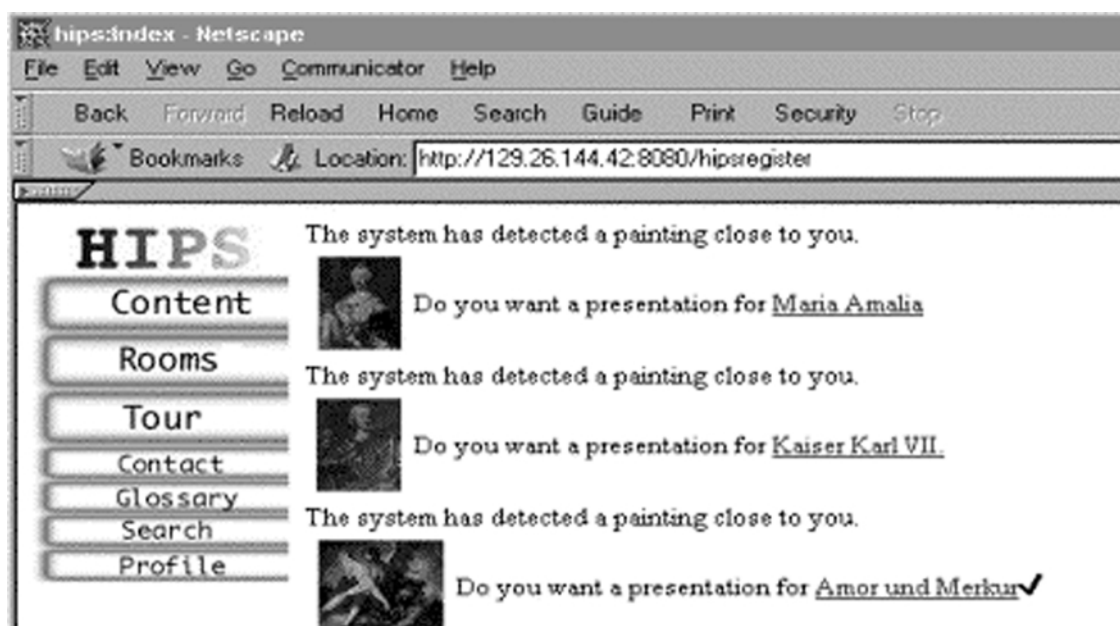 hips:Index - Netscape
File Edit View Go Communicator Help
Back Forward Reload Home Search Guide Print Security Stop
Bookmarks Location: http://129.26.144.42:8080/hipsregister
HIPS
Content
Rooms
Tour
Contact
Glossary
Search
Profile
The system has detected a painting close to you.
Do you want a presentation for Maria Amalia
The system has detected a painting close to you.
Do you want a presentation for Kaiser Karl VII.
The system has detected a painting close to you.
Do you want a presentation for Amor und Merkur